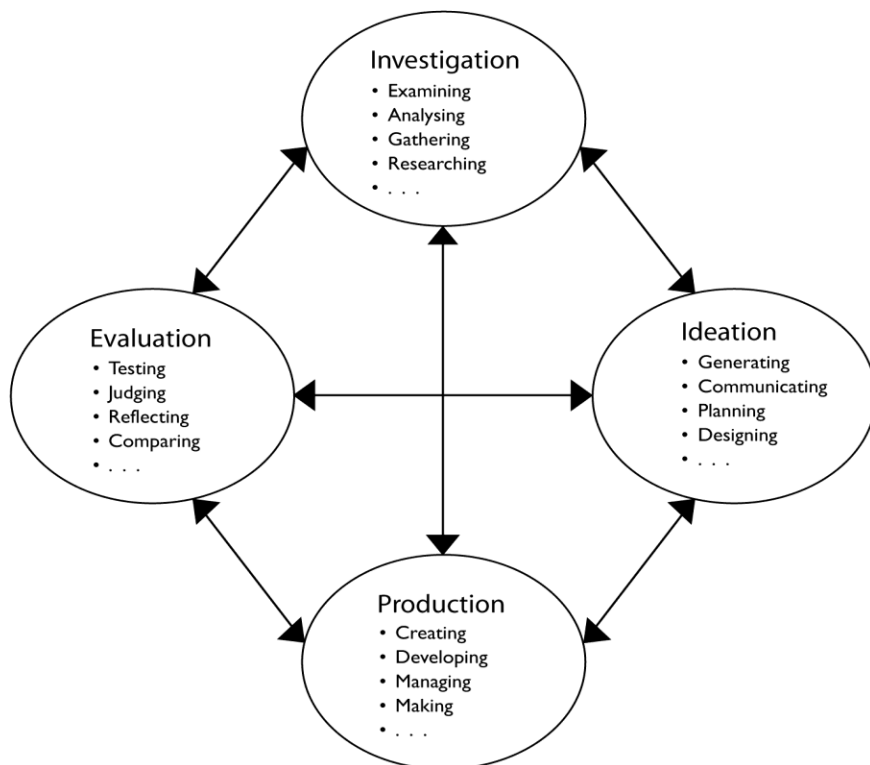 Investigation
• Examining
• Analysing
• Gathering
• Researching
• . . .
Evaluation
• Testing
• Judging
• Reflecting
• Comparing
• . . .
Ideation
• Generating
• Communicating
• Planning
• Designing
• . . .
Production
• Creating
• Developing
• Managing
• Making
• . . .